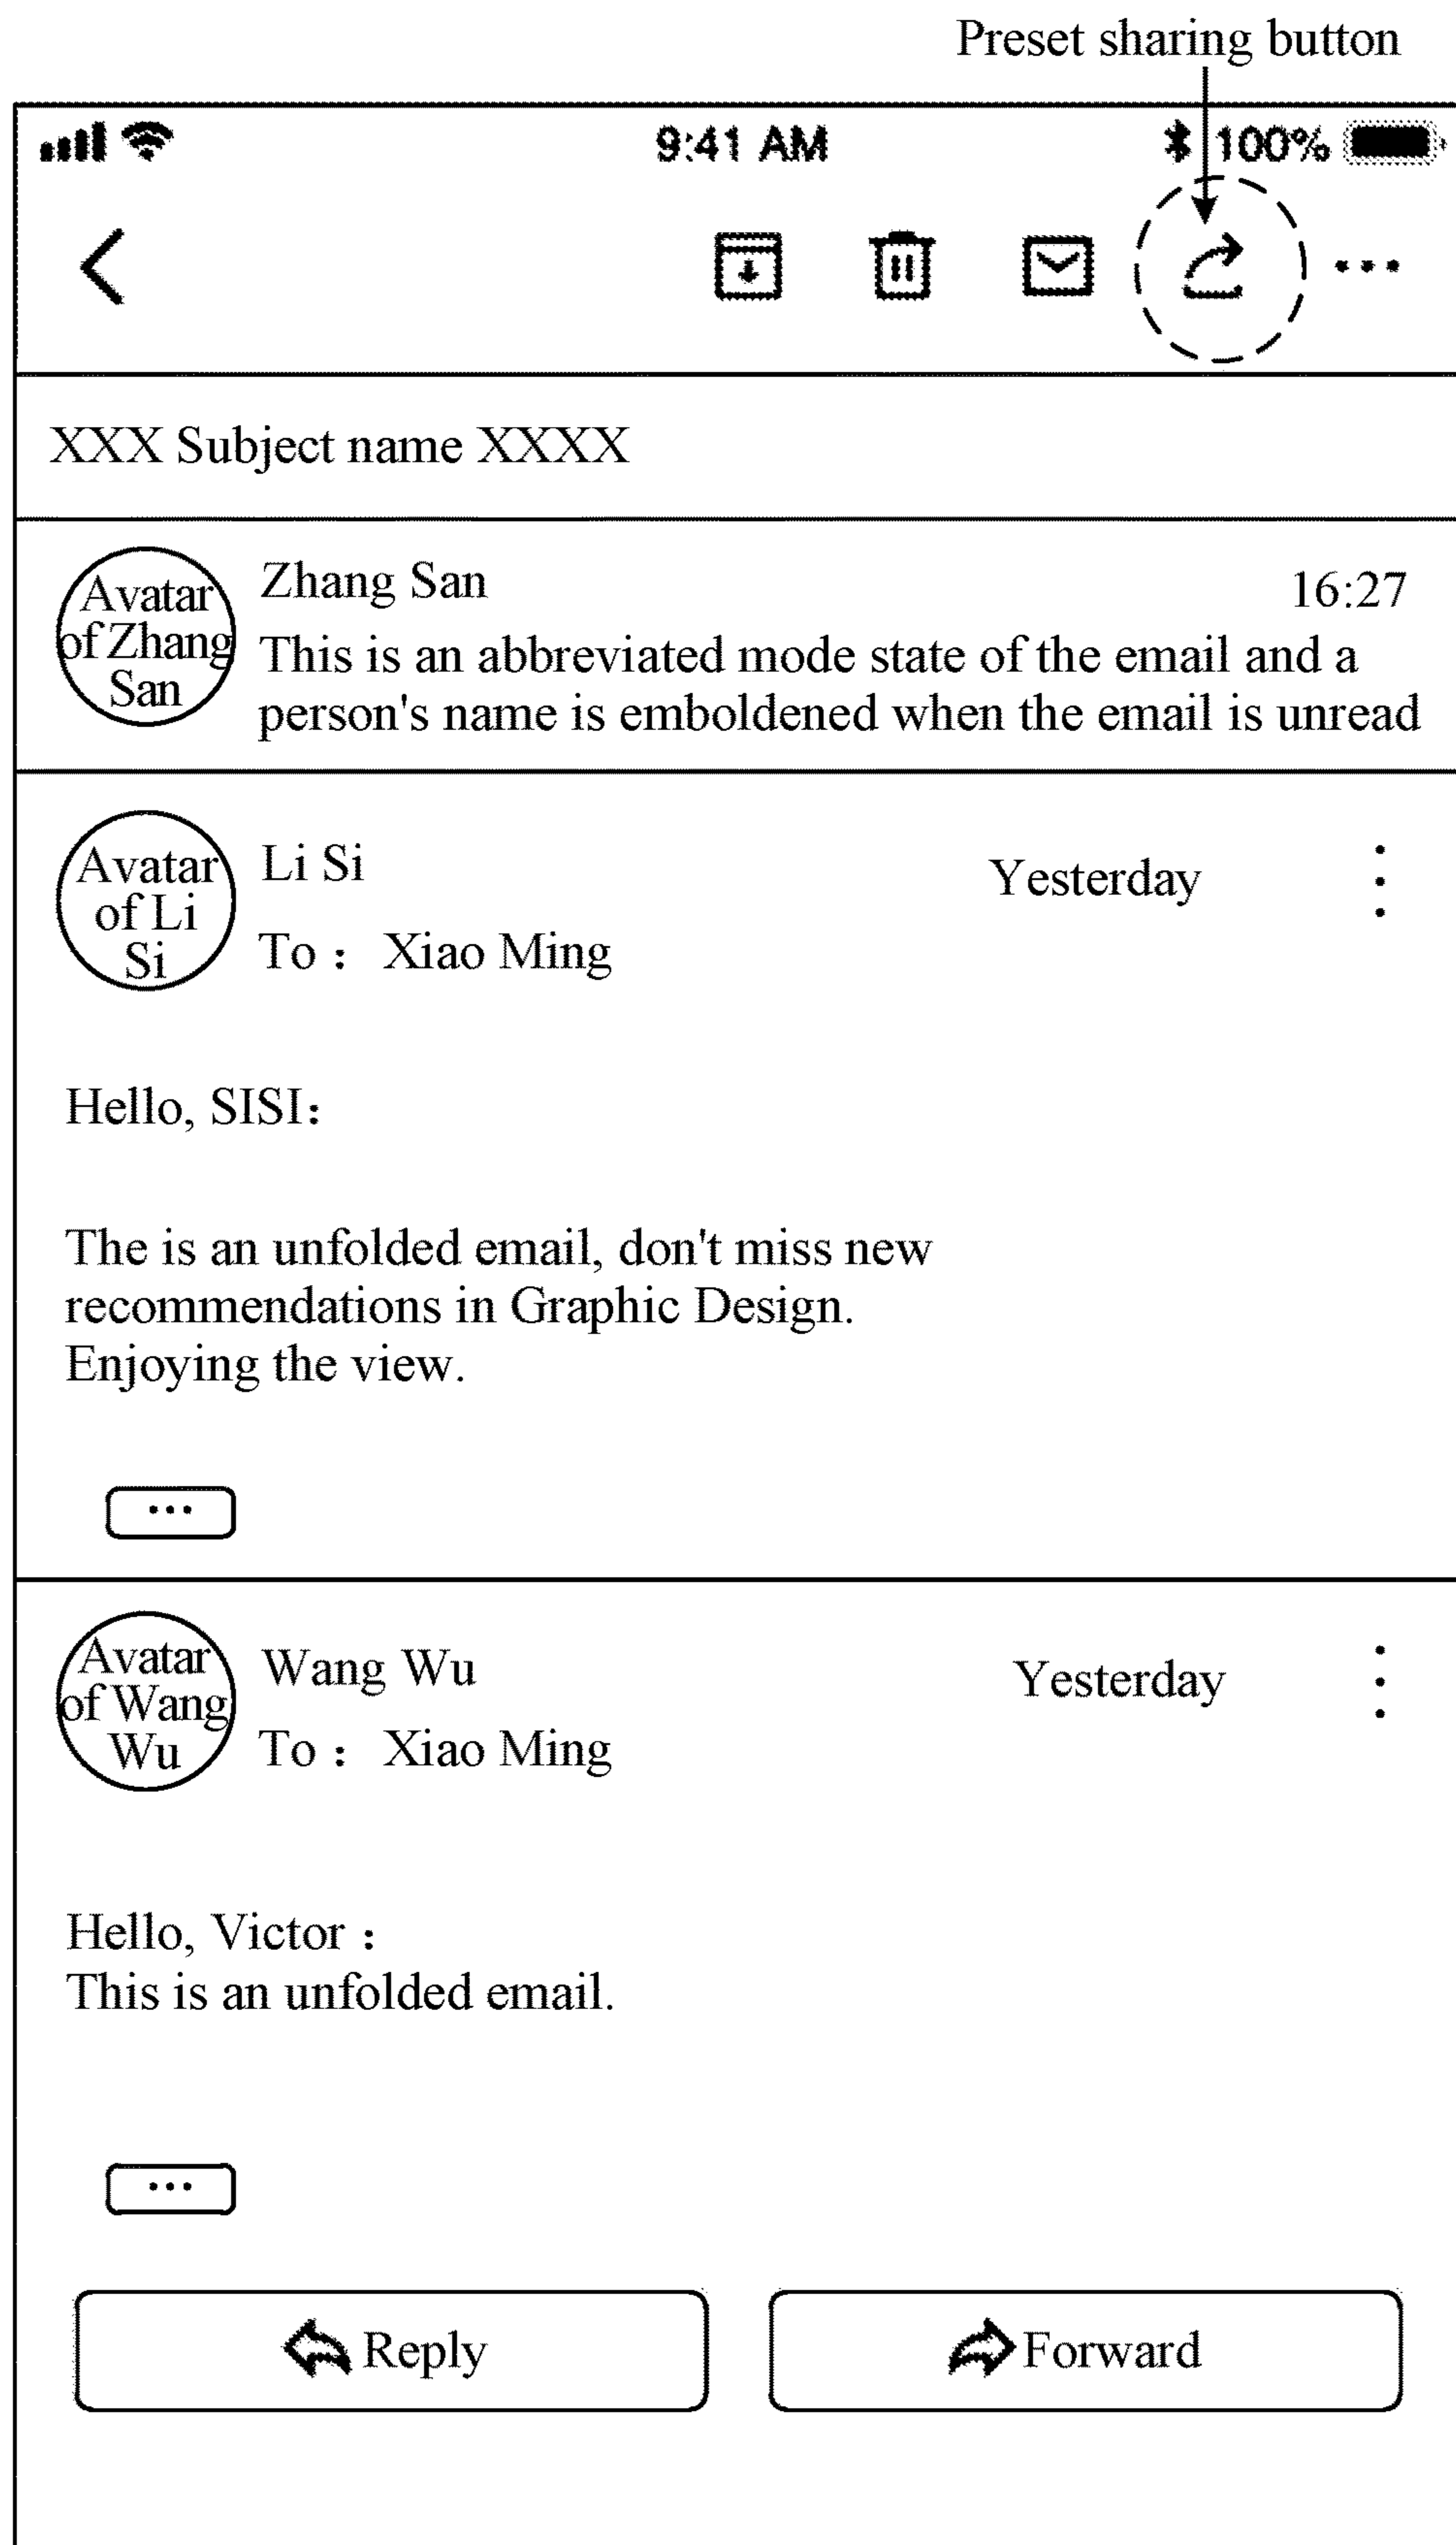 Preset sharing button
9:41 AM
100%
XXX Subject name XXXX
Avatar
of Zhang
San
Zhang San
16:27
This is an abbreviated mode state of the email and a
person's name is emboldened when the email is unread
Avatar
of Li
Si
Li Si
Yesterday
To： Xiao Ming
Hello, SISI：
The is an unfolded email, don't miss new
recommendations in Graphic Design.
Enjoying the view.
...
Avatar
of Wang
Wu
Wang Wu
Yesterday
To： Xiao Ming
Hello, Victor：
This is an unfolded email.
...
Reply
Forward